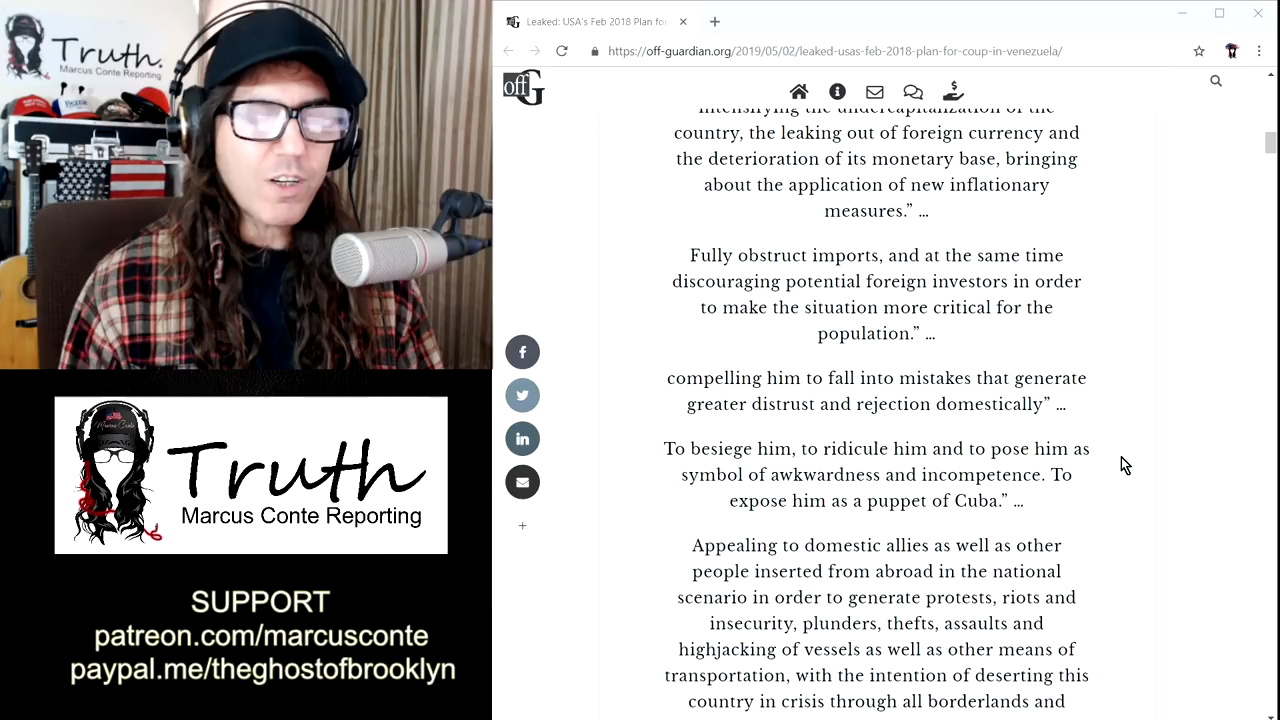 Truth.
Marcus Conte Reporting
Truth
Marcus Conte Reporting
SUPPORT
patreon.com/marcusconte
paypal.me/theghostofbrooklyn
Leaked: USA's Feb 2018 Plan fo
https://off-guardian.org/2019/05/02/leaked-usas-feb-2018-plan-for-coup-in-venezuela/
off
G
intensifying the undercapitalization of the
country, the leaking out of foreign currency and
the deterioration of its monetary base, bringing
about the application of new inflationary
measures.” …
Fully obstruct imports, and at the same time
discouraging potential foreign investors in order
to make the situation more critical for the
population.” …
compelling him to fall into mistakes that generate
greater distrust and rejection domestically” …
To besiege him, to ridicule him and to pose him as
symbol of awkwardness and incompetence. To
expose him as a puppet of Cuba.” …
Appealing to domestic allies as well as other
people inserted from abroad in the national
scenario in order to generate protests, riots and
insecurity, plunders, thefts, assaults and
highjacking of vessels as well as other means of
transportation, with the intention of deserting this
country in crisis through all borderlands and